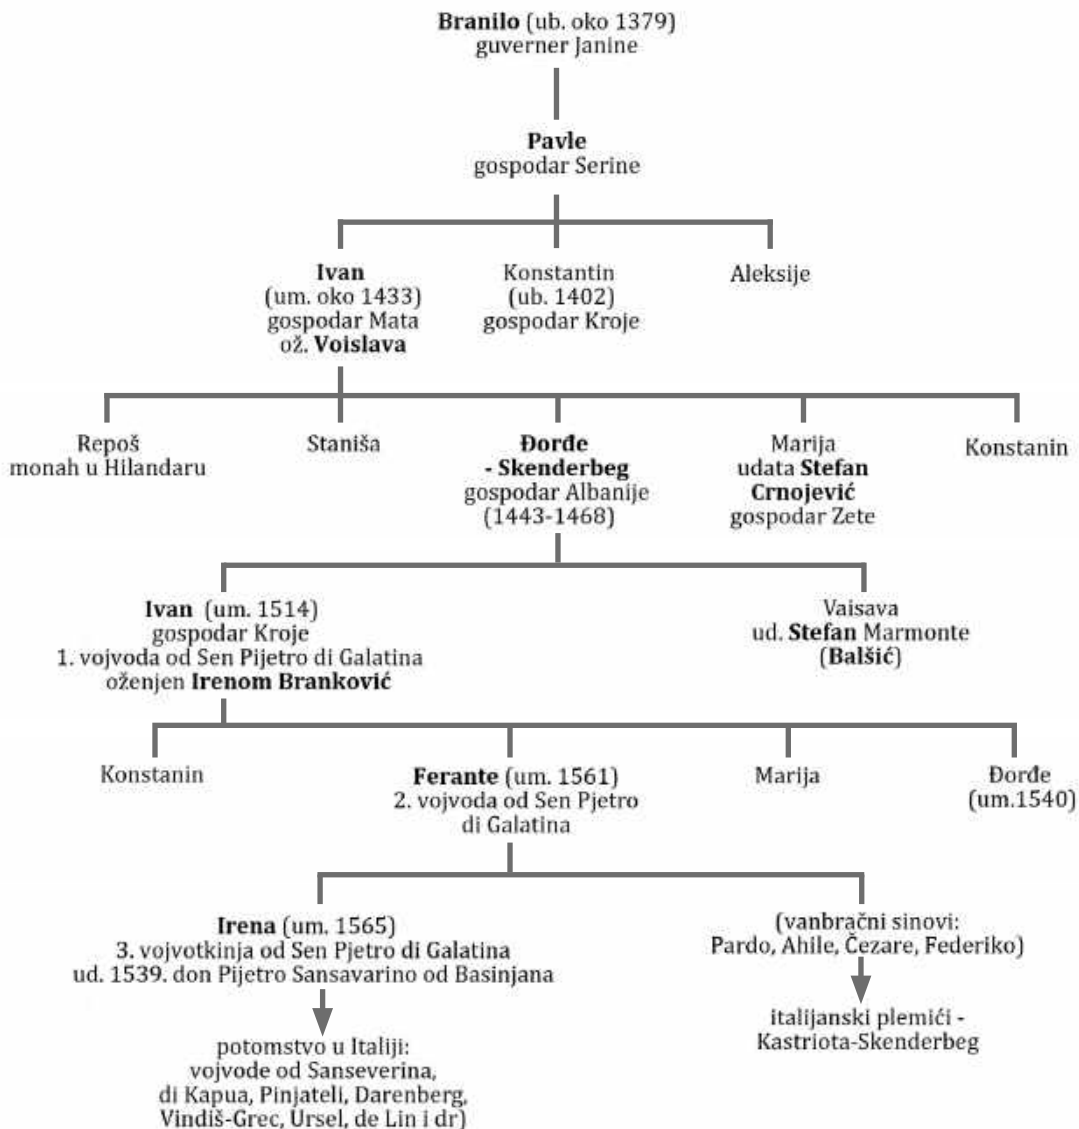 Branilo (ub. oko 1379)
guverner Janine
Pavle
gospodar Serine
Ivan
(um. oko 1433)
gospodar Mata
ož. Voislava
Konstantin
(ub. 1402)
gospodar Kroje
Aleksije
Repoš
monah u Hilandaru
Staniša
Đorđe
- Skenderbeg
gospodar Albanije
(1443-1468)
Marija
udata Stefan
Crnojević
gospodar Zete
Konstanin
Ivan (um. 1514)
gospodar Kroje
1. vojvoda od Sen Pijetro di Galatina
oženjen Irenom Branković
Vaisava
ud. Stefan Marmonte
(Balšić)
Konstanin
Ferante (um. 1561)
2. vojvoda od Sen Pjetro
di Galatina
Marija
Đorđe
(um.1540)
Irena (um. 1565)
3. vojvotkinja od Sen Pjetro di Galatina
ud. 1539. don Pijetro Sansavarino od Basinjana
(vanbračni sinovi:
Pardo, Ahile, Čezare, Federiko)
potomstvo u Italiji:
vojvode od Sanseverina,
di Kapua, Pinjateli, Darenberg,
Vindiš-Grec, Ursel, de Lin i dr)
italijanski plemići -
Kastriota-Skenderbeg